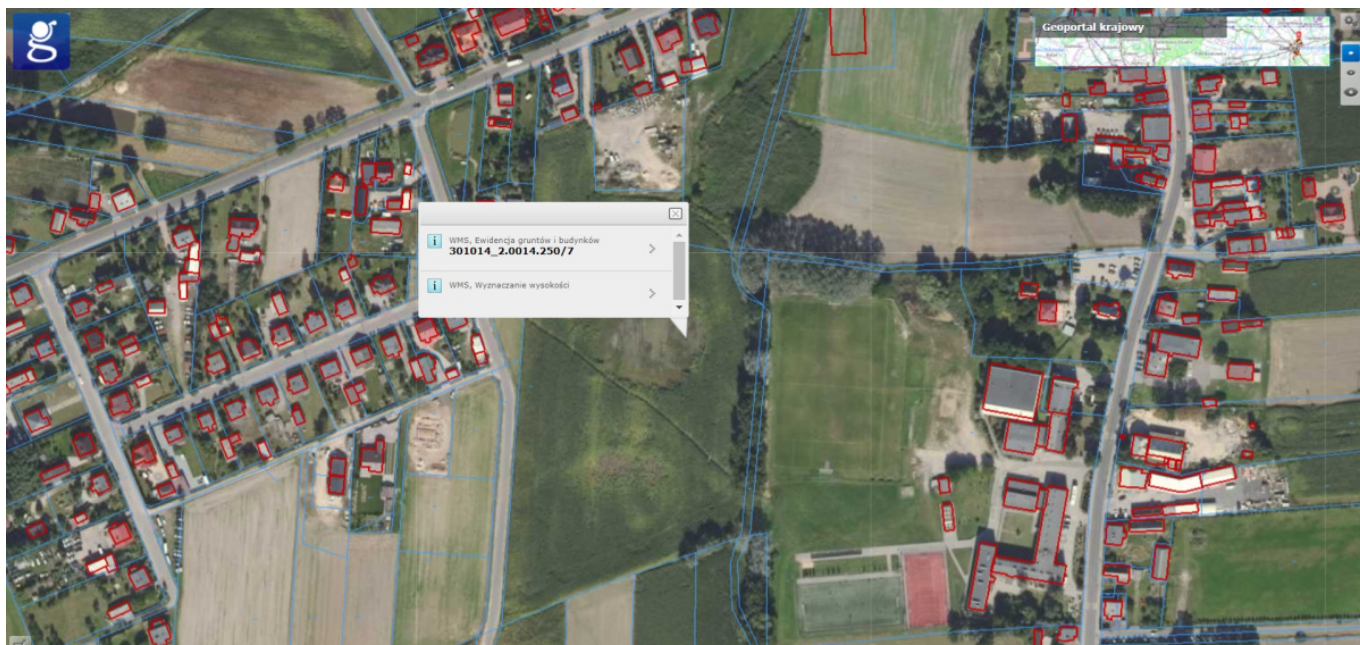 Geoportal krajowy
WMS, Ewidencja gruntów i budynków
301014_2.0014.250/7
WMS, Wyznaczanie wysokości